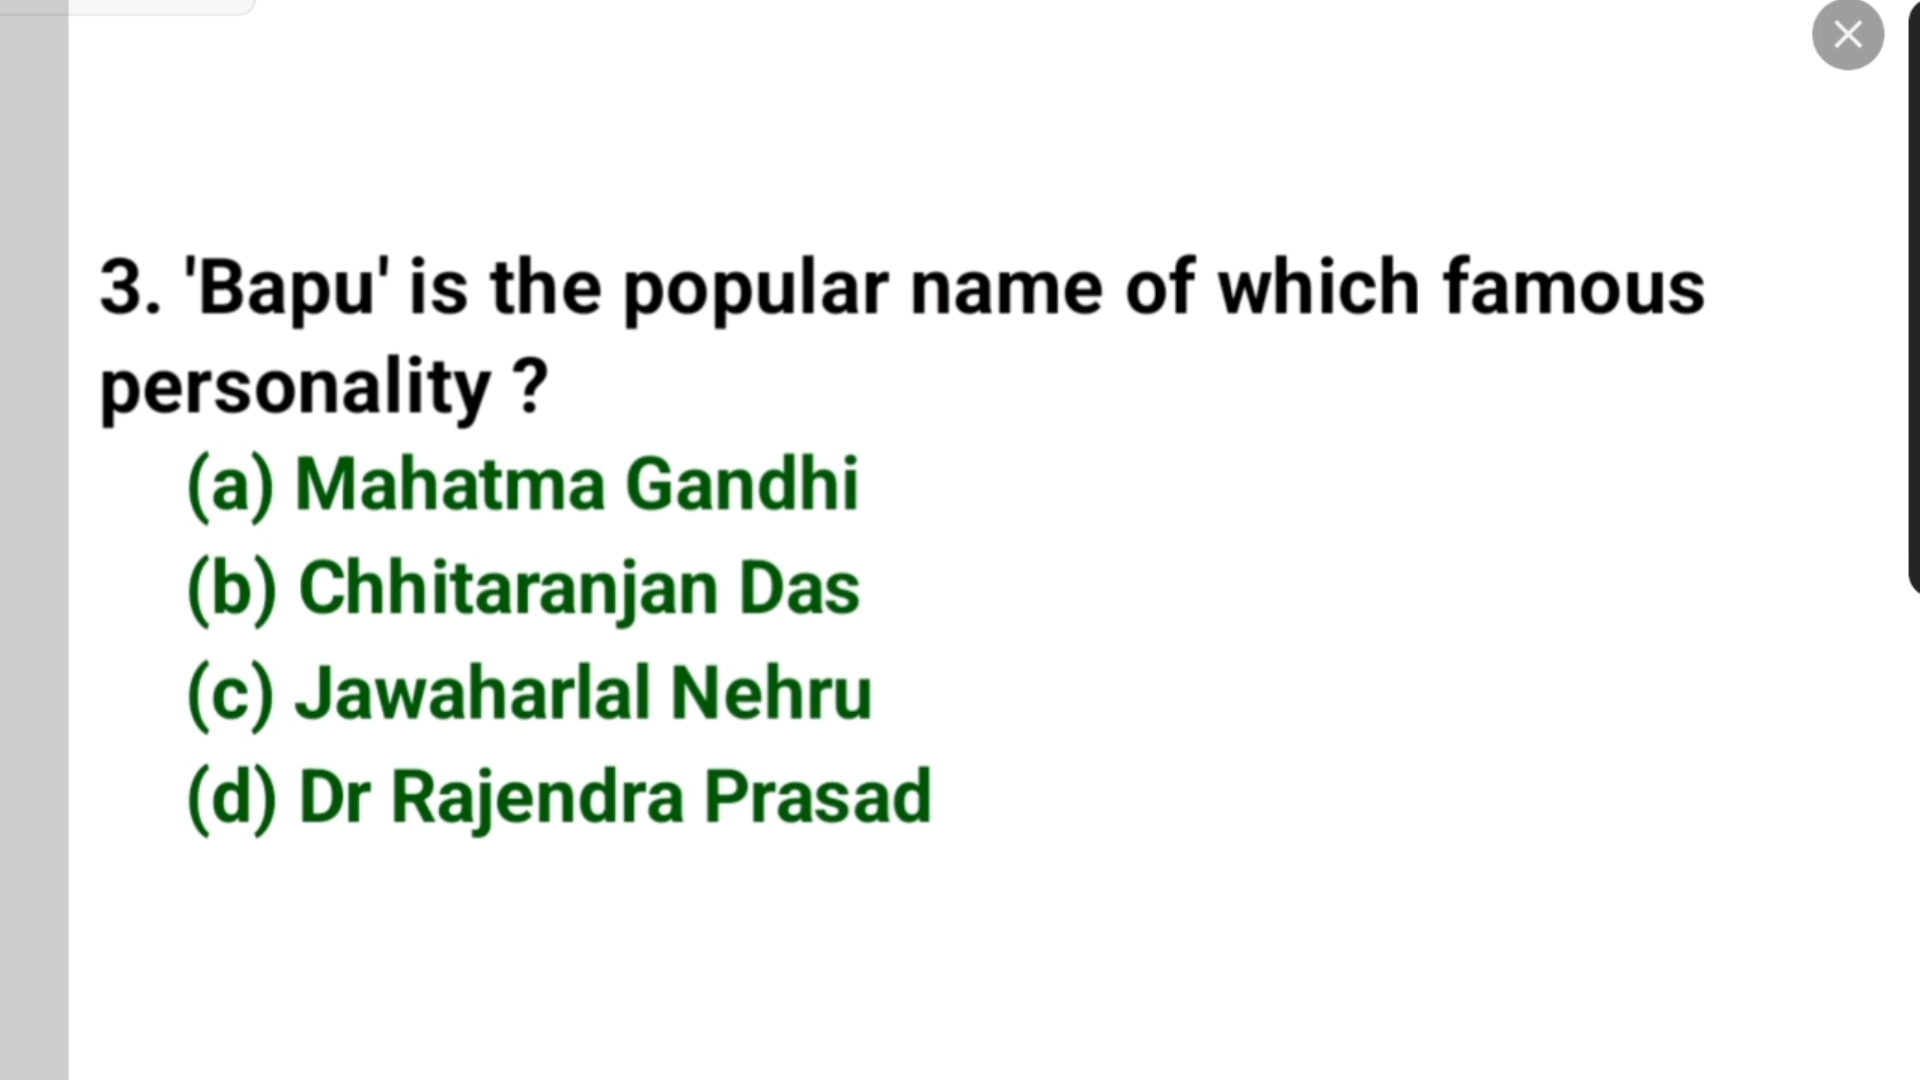 3. 'Bapu' is the popular name of which famous
personality ?
(a) Mahatma Gandhi
(b) Chhitaranjan Das
(c) Jawaharlal Nehru
(d) Dr Rajendra Prasad